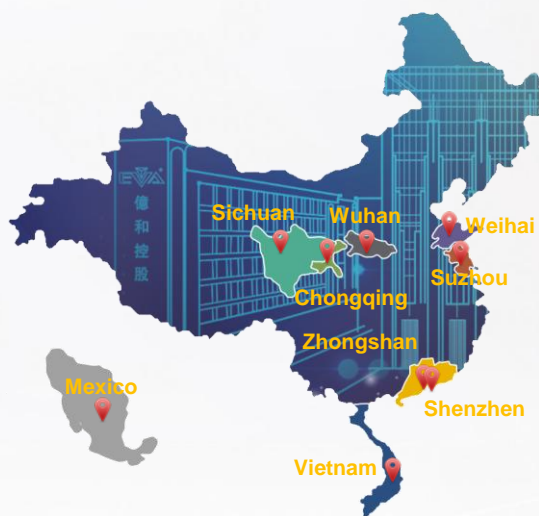 EVA®
億和控股
Sichuan
Wuhan
Weihai
Suzhou
Chongqing
Zhongshan
Mexico
Shenzhen
Vietnam